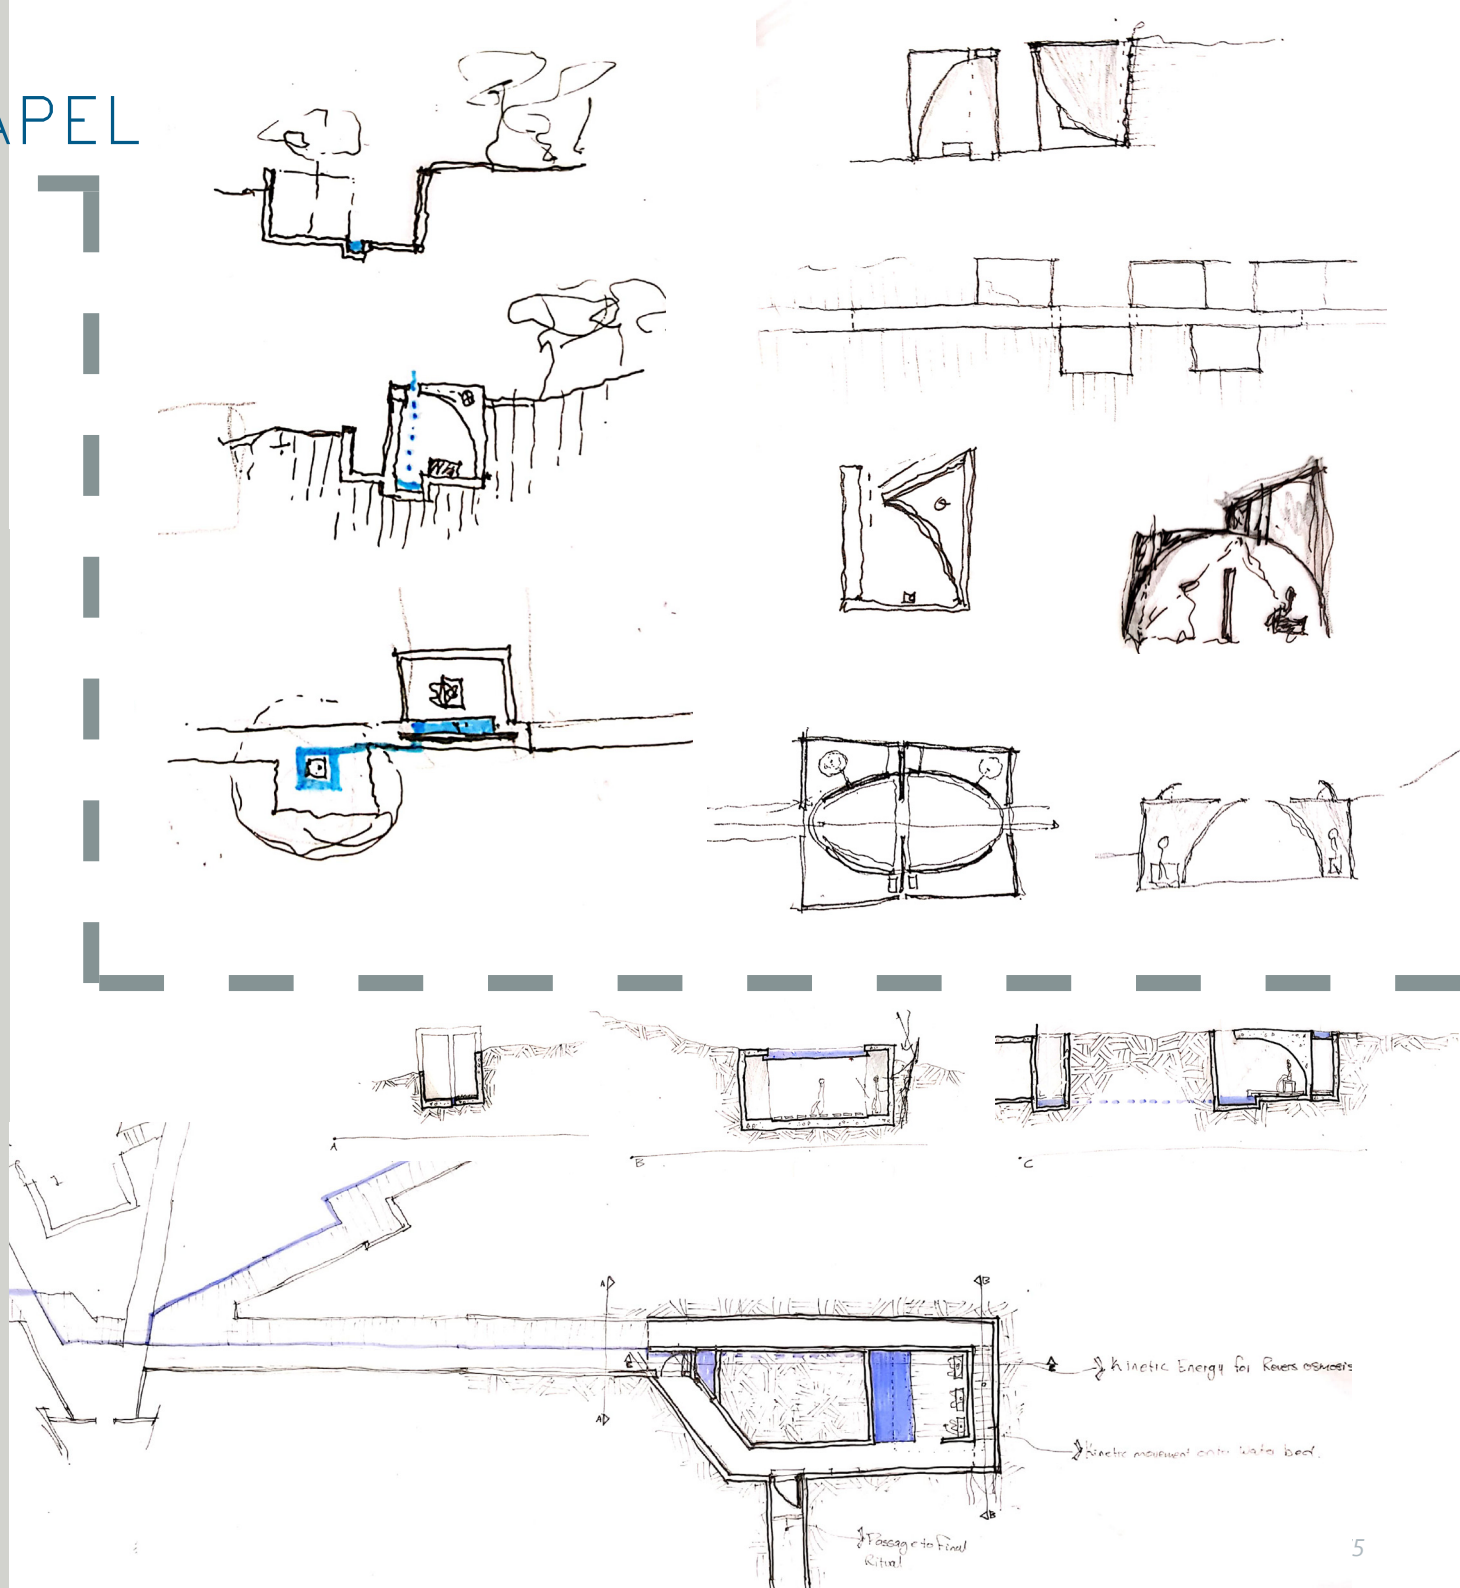 APEL
A
B
C
A
B
Kinetic Energy for Revers osmosis
Kinetic movement onto water bed.
A
B
Passage to Final
Ritual
5